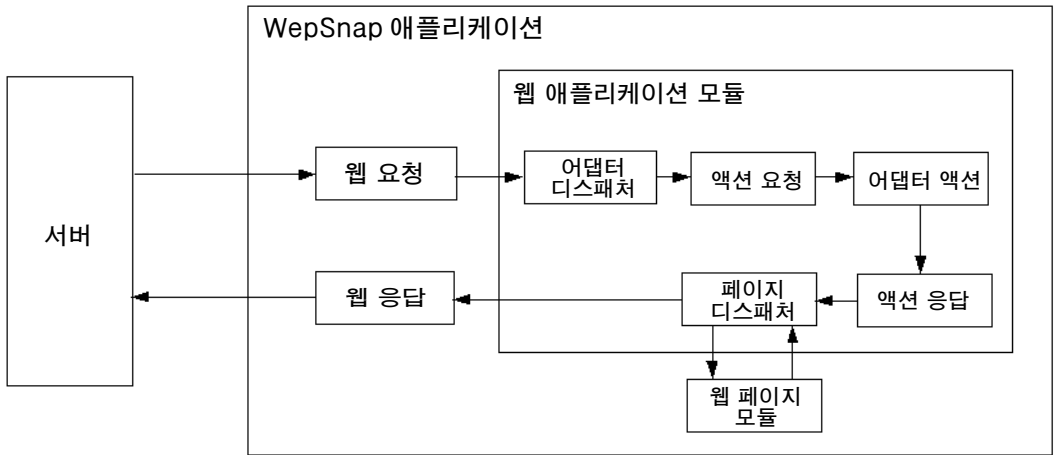 WepSnap 애플리케이션
웹 애플리케이션 모듈
서버
웹 요청
어댑터
디스패처
액션 요청
어댑터 액션
웹 응답
페이지
디스패처
액션 응답
웹 페이지
모듈